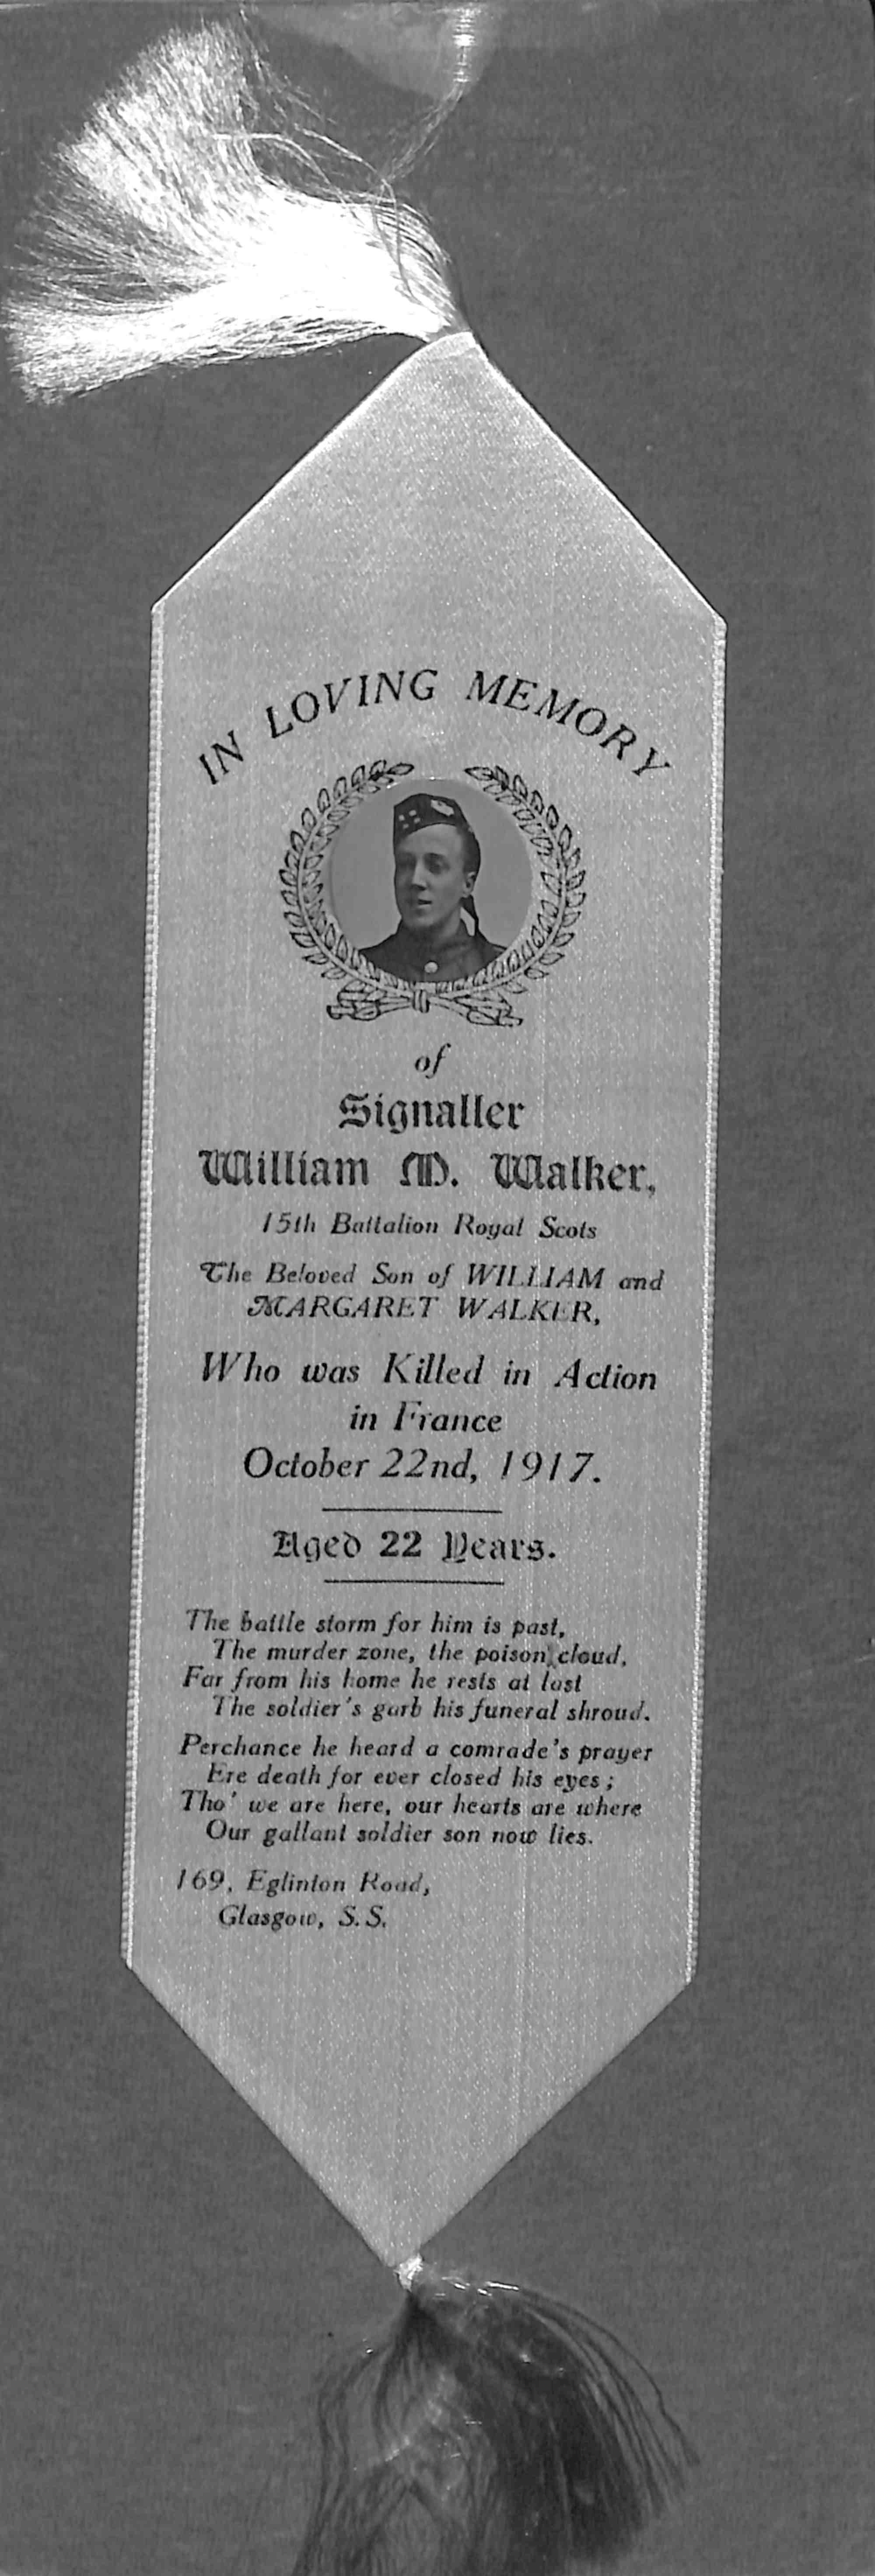 IN LOVING MEMORY
of
Signaller
William M. Walker,
15th Battalion Royal Scots
The Beloved Son of WILLIAM and
MARGARET WALKER,
Who was Killed in Action
in France
October 22nd, 1917.
Aged 22 Years.
The battle storm for him is past,
The murder zone, the poison cloud,
Far from his home he rests at last
The soldier's garb his funeral shroud.
Perchance he heard a comrade's prayer
Ere death for ever closed his eyes;
Tho' we are here, our hearts are where
Our gallant soldier son now lies.
169, Eglinton Road,
Glasgow, S.S.